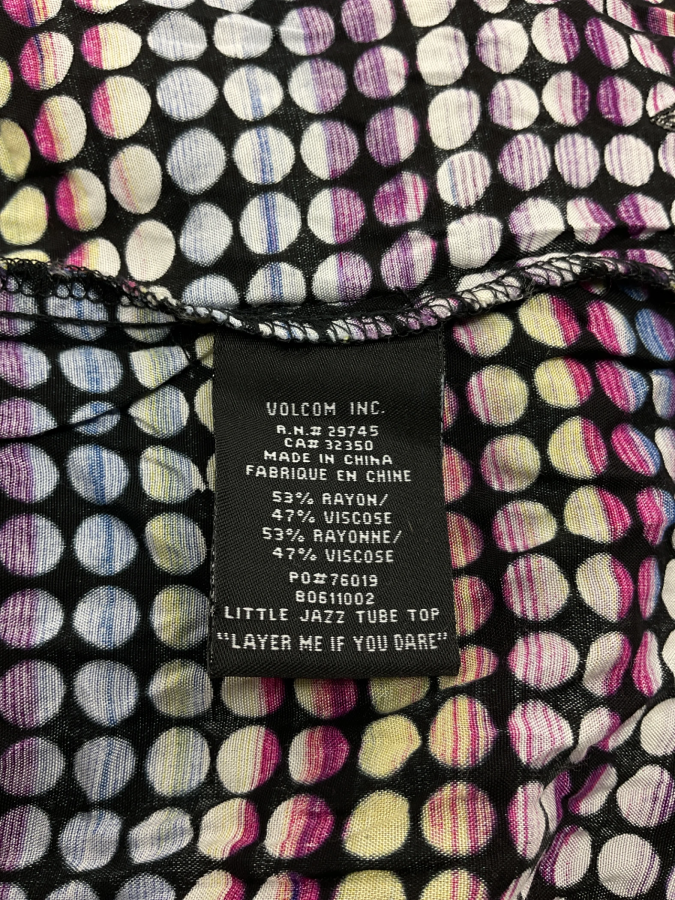 VOLCOM INC.
R.N.# 29745
CA# 32350
MADE IN CHINA
FABRIQUE EN CHINE
53% RAYON/
47% VISCOSE
53% RAYONNE/
47% VISCOSE
PO#76019
B0611002
LITTLE JAZZ TUBE TOP
"LAYER ME IF YOU DARE"